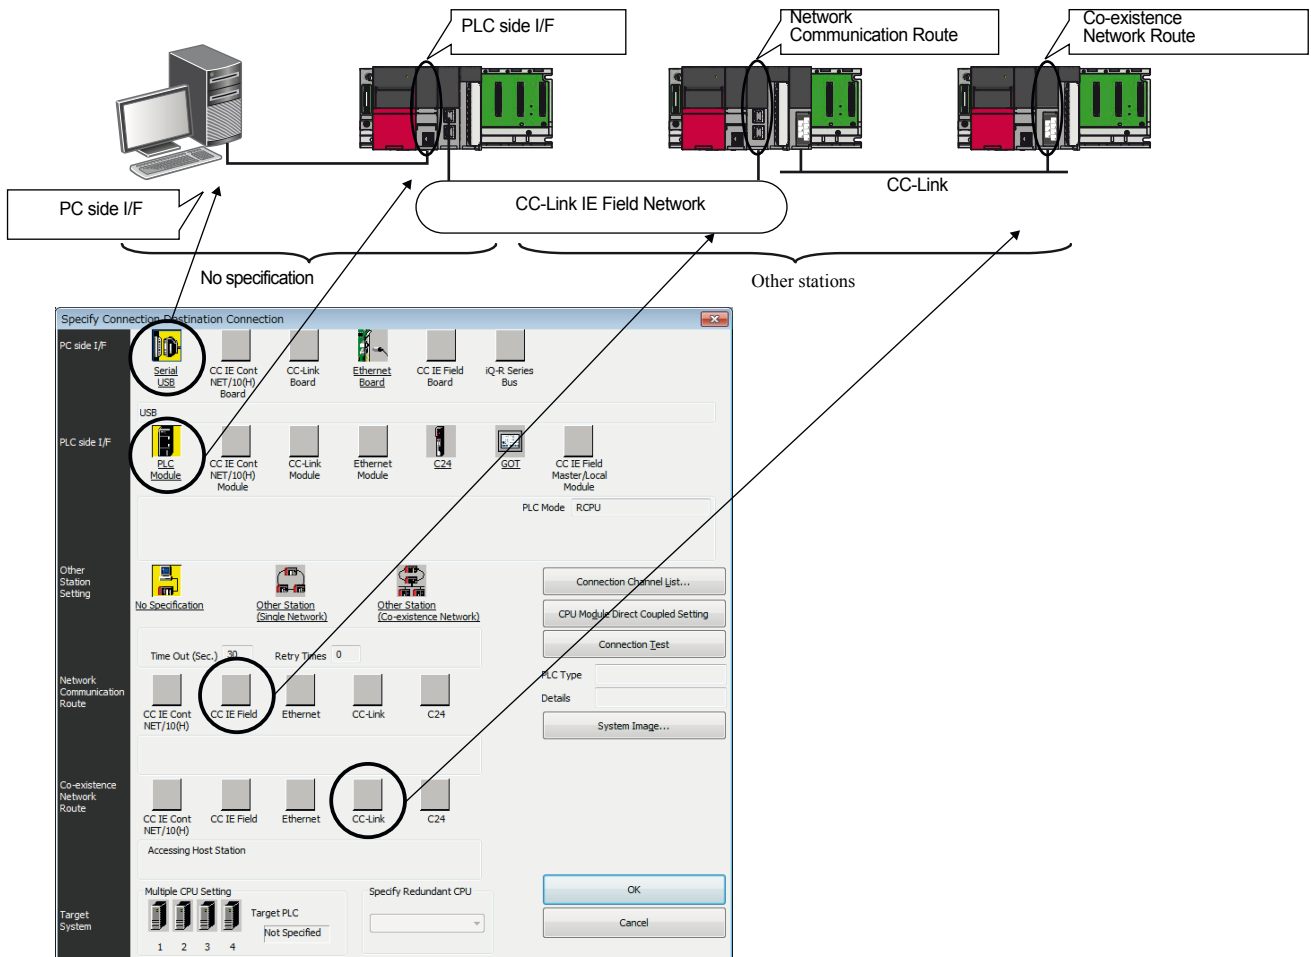 PLC side I/F
Network
Communication Route
Co-existence
Network Route
PC side I/F
CC-Link IE Field Network
CC-Link
No specification
Other stations
Specify Connection Destination Connection
PC side I/F
Serial
USB
CC IE Cont
NET/10(H)
Board
CC-Link
Board
Ethernet
Board
CC IE Field
Board
iQ-R Series
Bus
USB
PLC side I/F
PLC
Module
CC IE Cont
NET/10(H)
Module
CC-Link
Module
Ethernet
Module
C24
GOT
CC IE Field
Master/Local
Module
PLC Mode RCPU
Other
Station
Setting
No Specification
Other Station
(Single Network)
Other Station
(Co-existence Network)
Connection Channel List...
CPU Module Direct Coupled Setting
Connection Test
Time Out (Sec.) 30 Retry Times 0
PLC Type
Details
System Image...
Network
Communication
Route
CC IE Cont
NET/10(H)
CC IE Field
Ethernet
CC-Link
C24
Co-existence
Network
Route
CC IE Cont
NET/10(H)
CC IE Field
Ethernet
CC-Link
C24
Accessing Host Station
Target
System
Multiple CPU Setting
1 2 3 4
Target PLC
Not Specified
Specify Redundant CPU
OK
Cancel